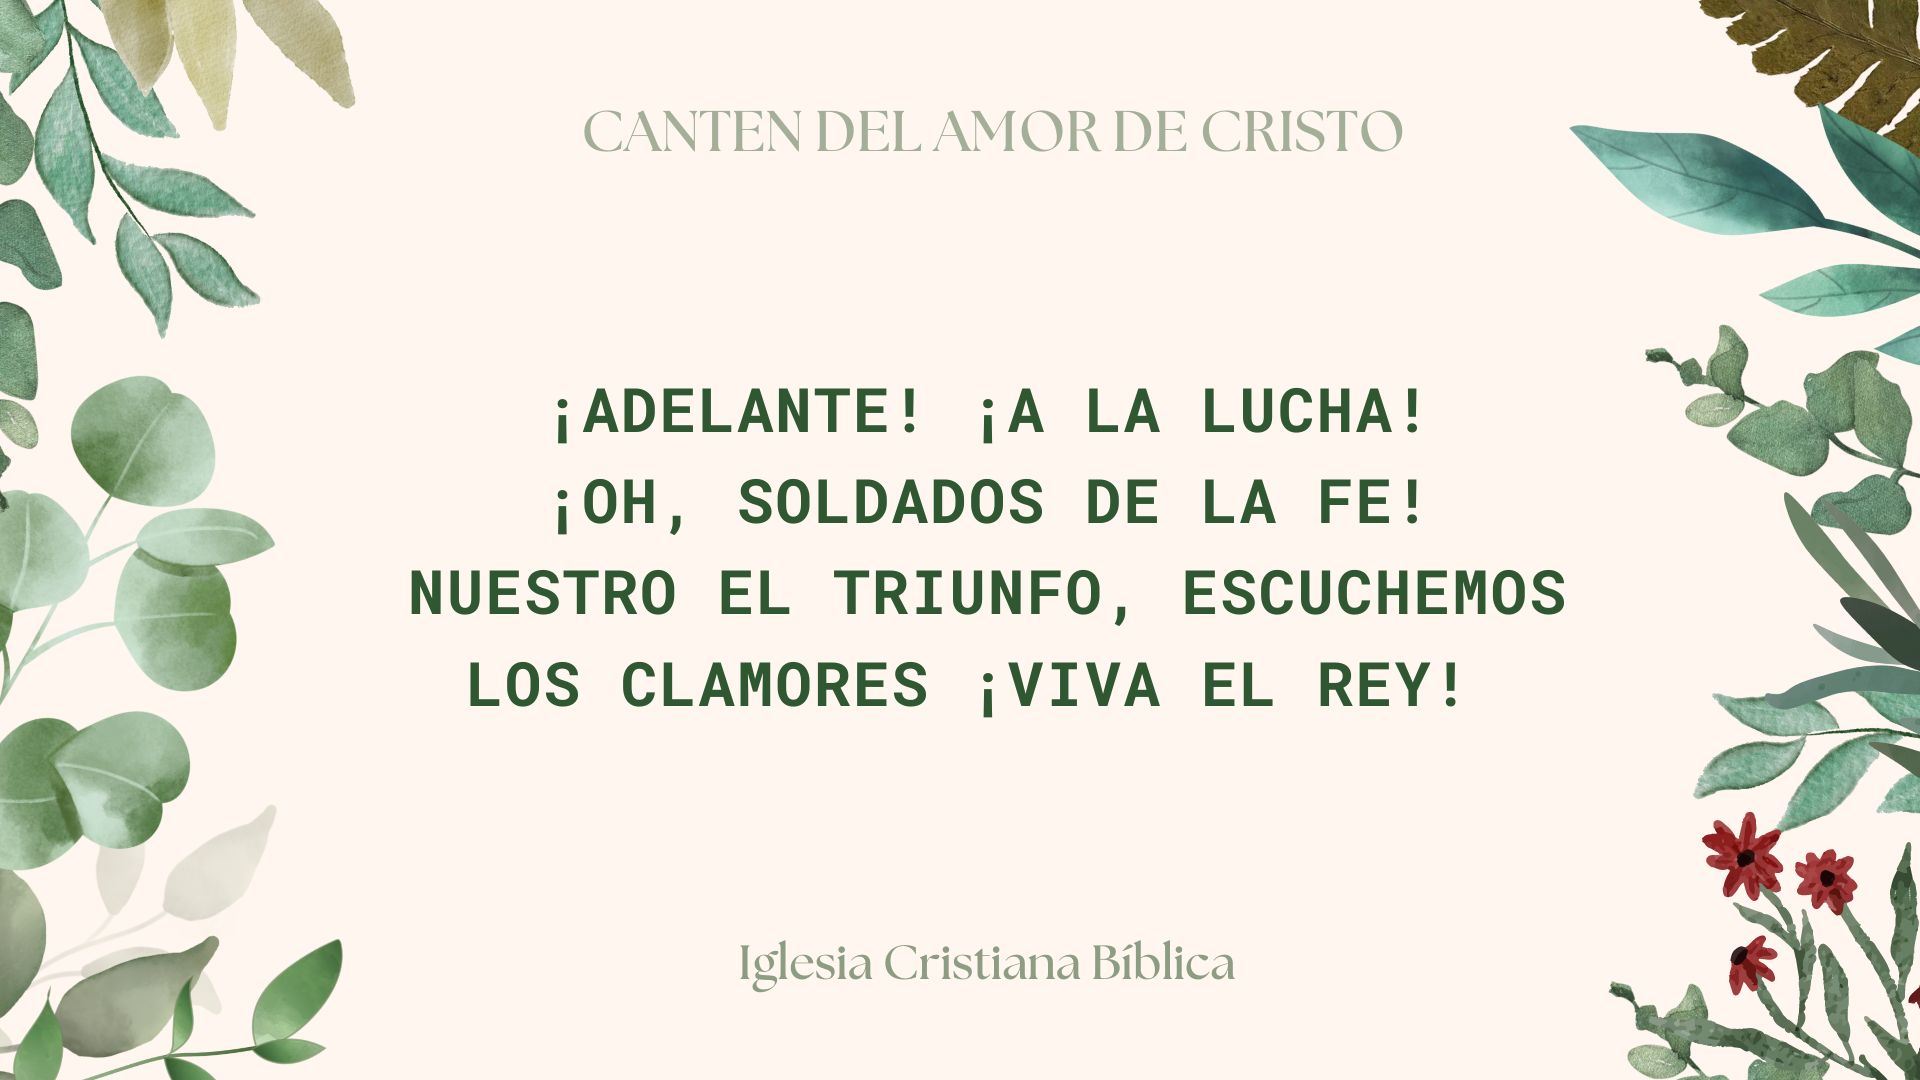 CANTEN DEL AMOR DE CRISTO
¡ADELANTE! ¡A LA LUCHA!
¡OH, SOLDADOS DE LA FE!
NUESTRO EL TRIUNFO, ESCUCHEMOS
LOS CLAMORES ¡VIVA EL REY!
Iglesia Cristiana Bíblica